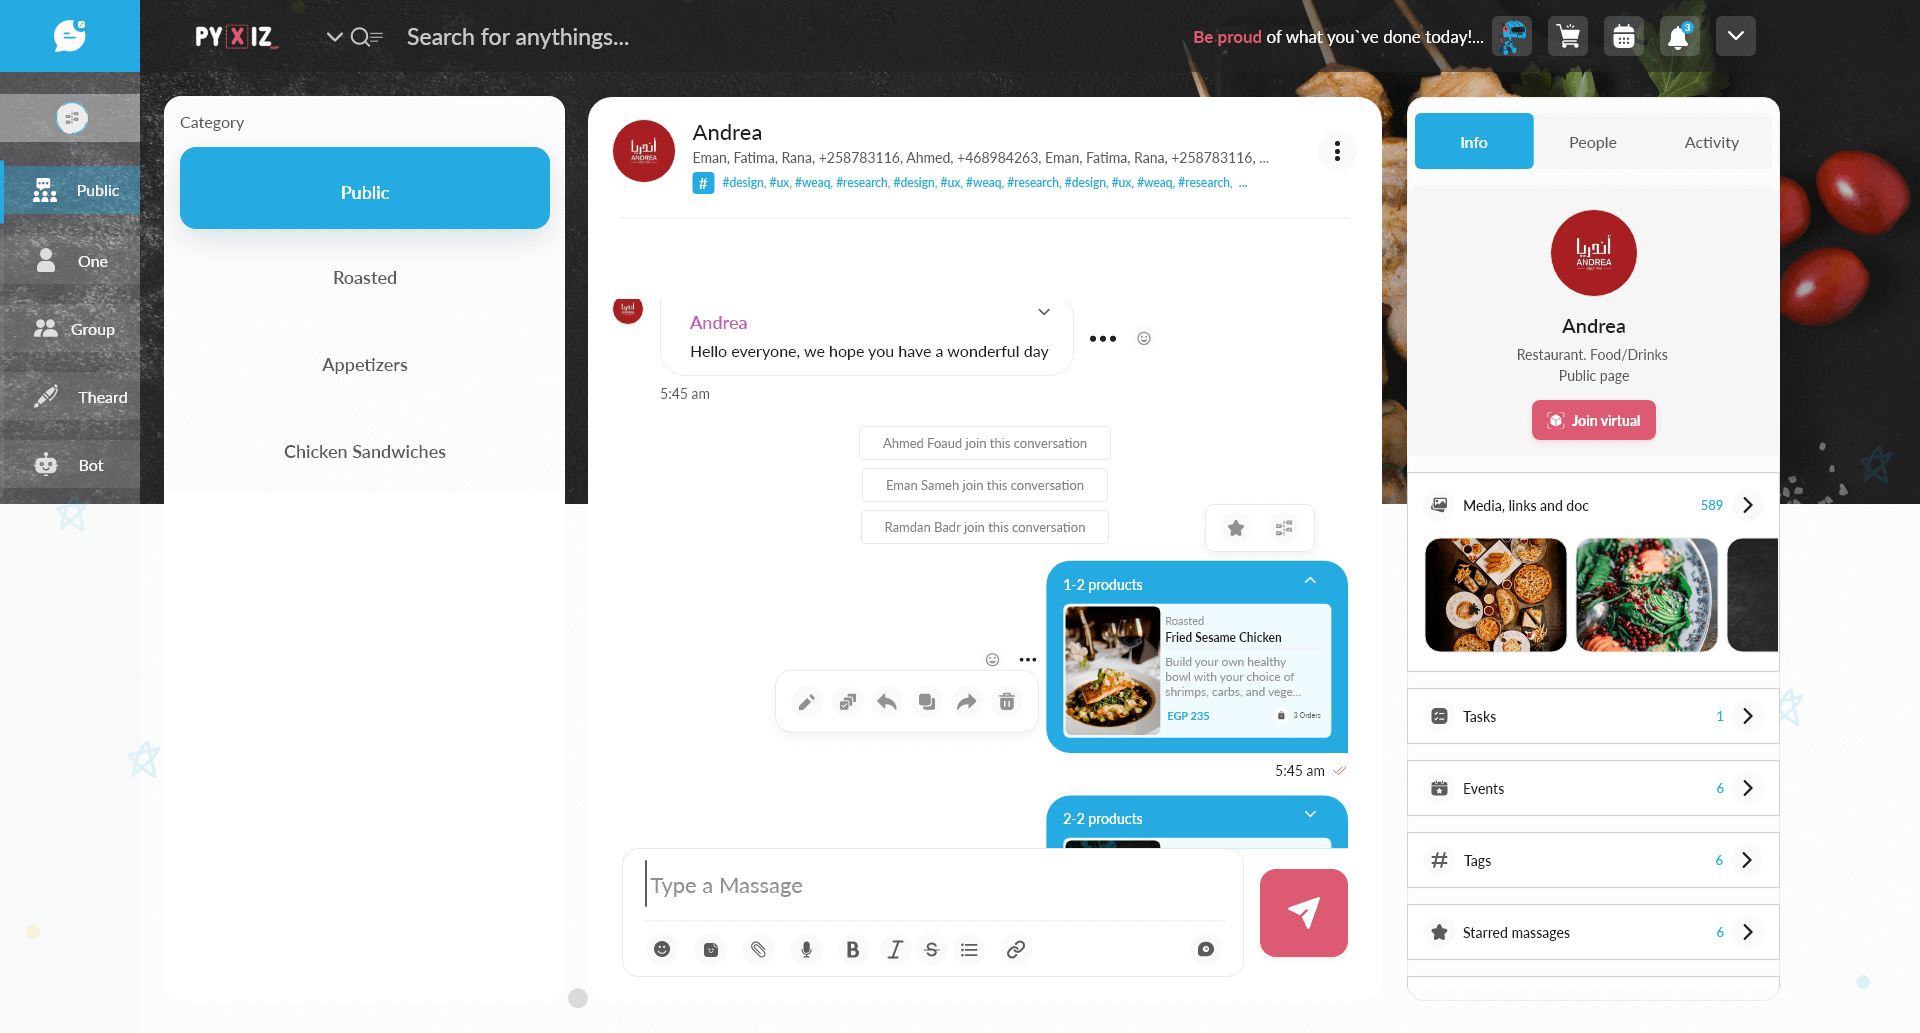 PYXIZ
Search for anythings...
Be proud of what you`ve done today!...
3
Public
One
Group
Theard
Bot
Category
Public
Roasted
Appetizers
Chicken Sandwiches
أندريا
ANDREA
Andrea
Eman, Fatima, Rana, +258783116, Ahmed, +468984263, Eman, Fatima, Rana, +258783116, ...
# #design, #ux, #weaq, #research, #design, #ux, #weaq, #research, #design, #ux, #weaq, #research, ...
Andrea
Hello everyone, we hope you have a wonderful day
5:45 am
Ahmed Foaud join this conversation
Eman Sameh join this conversation
Ramdan Badr join this conversation
1-2 products
Roasted
Fried Sesame Chicken
Build your own healthy
bowl with your choice of
shrimps, carbs, and vege...
EGP 235
3 Orders
5:45 am
2-2 products
Type a Massage
B I S
Info
People
Activity
أندريا
ANDREA
Andrea
Restaurant. Food/Drinks
Public page
Join virtual
Media, links and doc 589
Tasks 1
Events 6
Tags 6
Starred massages 6